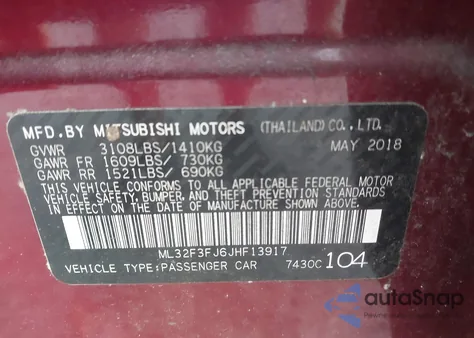 MFD.BY MITSUBISHI MOTORS (THAILAND) CO., LTD.
GVWR 3108LBS/1410KG MAY 2018
GAWR FR 1609LBS/ 730KG
GAWR RR 1521LBS/ 690KG
THIS VEHICLE CONFORMS TO ALL APPLICABLE FEDERAL MOTOR
VEHICLE SAFETY, BUMPER, AND THEFT PREVENTION STANDARDS
IN EFFECT ON THE DATE OF MANUFACTURE SHOWN ABOVE.
ML32F3FJ6JHF13917
VEHICLE TYPE:PASSENGER CAR 7430C 104
autoSnap